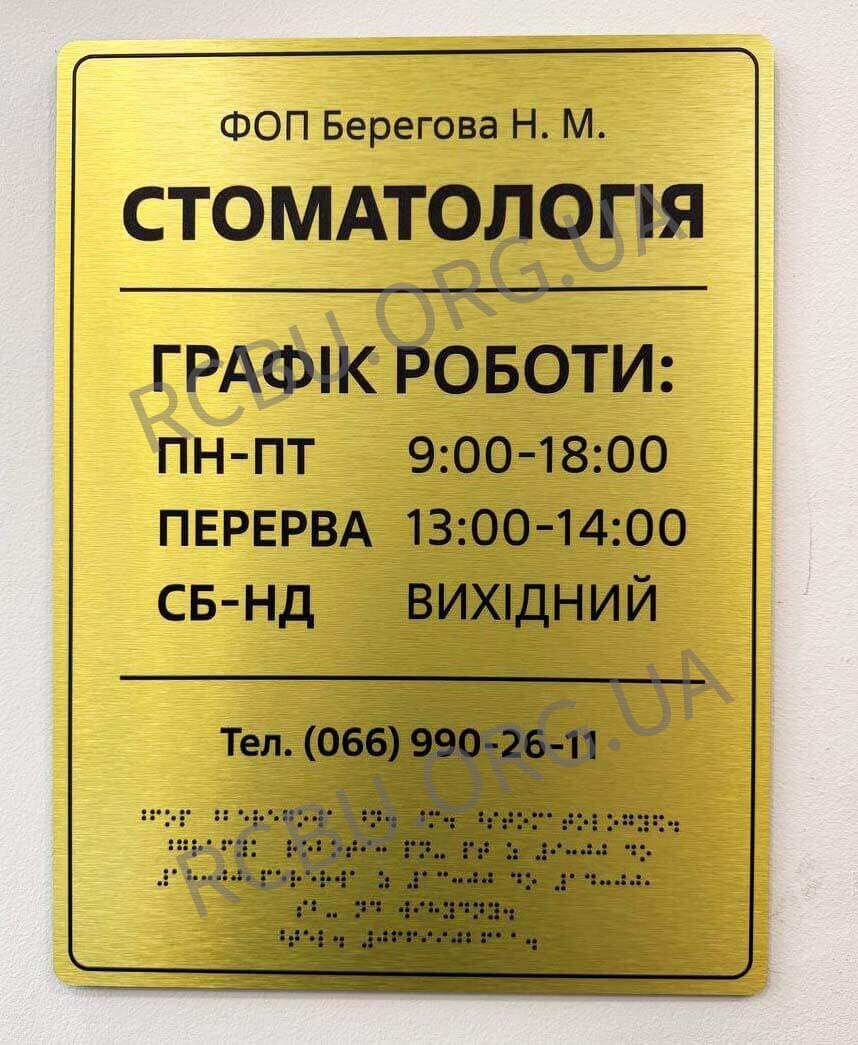 ФОП Берегова Н. М.
СТОМАТОЛОГІЯ
ГРАФІК РОБОТИ:
ПН-ПТ 9:00-18:00
ПЕРЕРВА 13:00-14:00
СБ-НД ВИХІДНИЙ
Тел. (066) 990-26-11
RCBU.ORG.UA
RCBU.ORG.UA